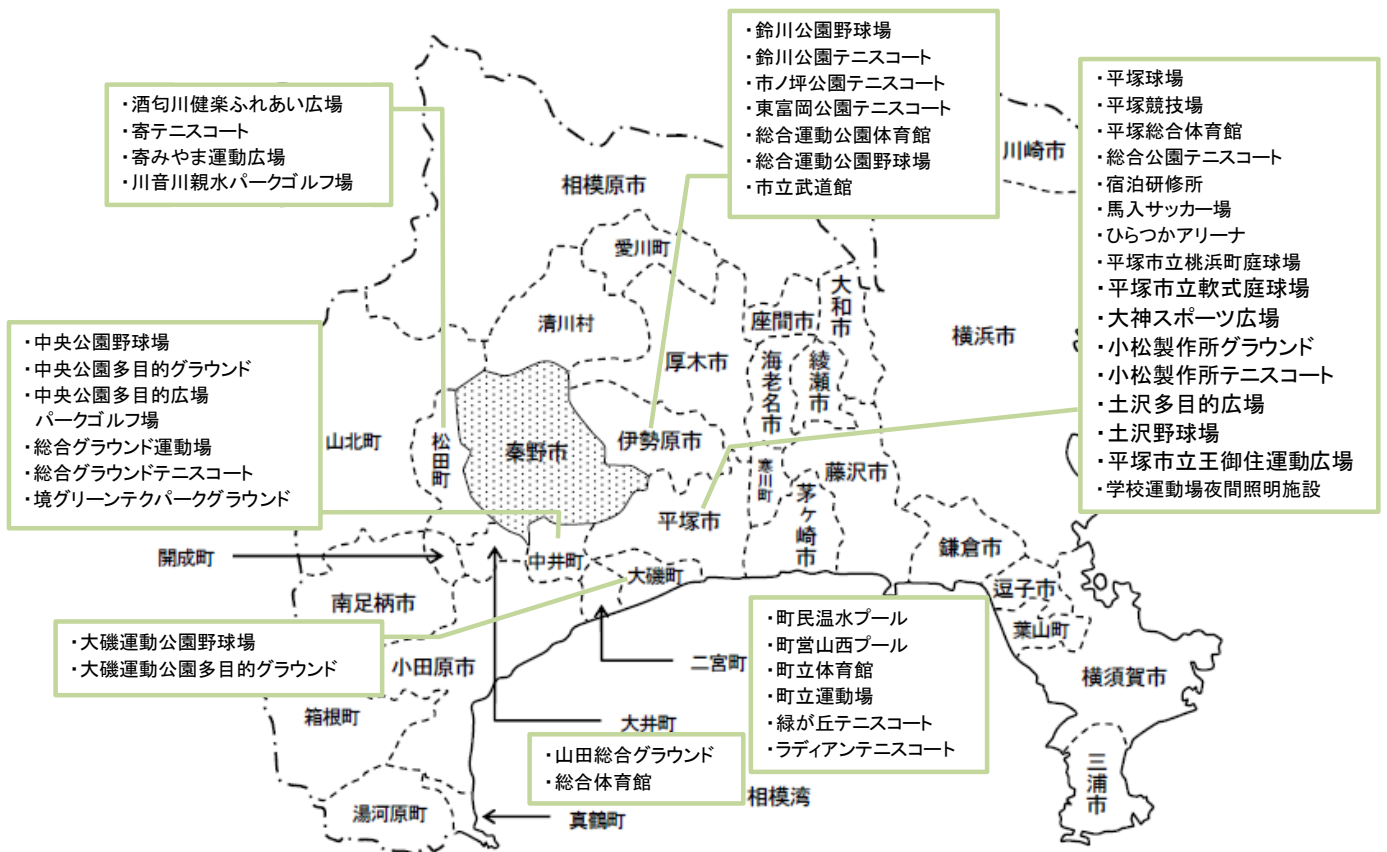 ・鈴川公園野球場
・鈴川公園テニスコート
・市ノ坪公園テニスコート
・東富岡公園テニスコート
・総合運動公園体育館
・総合運動公園野球場
・市立武道館
・平塚球場
・平塚競技場
・平塚総合体育館
・総合公園テニスコート
・宿泊研修所
・馬入サッカー場
・ひらつかアリーナ
・平塚市立桃浜町庭球場
・平塚市立軟式庭球場
・大神スポーツ広場
・小松製作所グラウンド
・小松製作所テニスコート
・土沢多目的広場
・土沢野球場
・平塚市立王御住運動広場
・学校運動場夜間照明施設
・酒匂川健楽ふれあい広場
・寄テニスコート
・寄みやま運動広場
・川音川親水パークゴルフ場
・中央公園野球場
・中央公園多目的グラウンド
・中央公園多目的広場
パークゴルフ場
・総合グラウンド運動場
・総合グラウンドテニスコート
・境グリーンテクパークグラウンド
・大磯運動公園野球場
・大磯運動公園多目的グラウンド
・町民温水プール
・町営山西プール
・町立体育館
・町立運動場
・緑が丘テニスコート
・ラディアンテニスコート
・山田総合グラウンド
・総合体育館
川崎市
相模原市
愛川町
清川村
厚木市
座間市
大和市
海老名市
綾瀬市
横浜市
山北町
松田町
秦野市
伊勢原市
平塚市
寒川町
茅ヶ崎市
藤沢市
鎌倉市
逗子市
葉山町
横須賀市
三浦市
開成町
中井町
大磯町
南足柄市
小田原市
二宮町
大井町
箱根町
湯河原町
真鶴町
相模湾